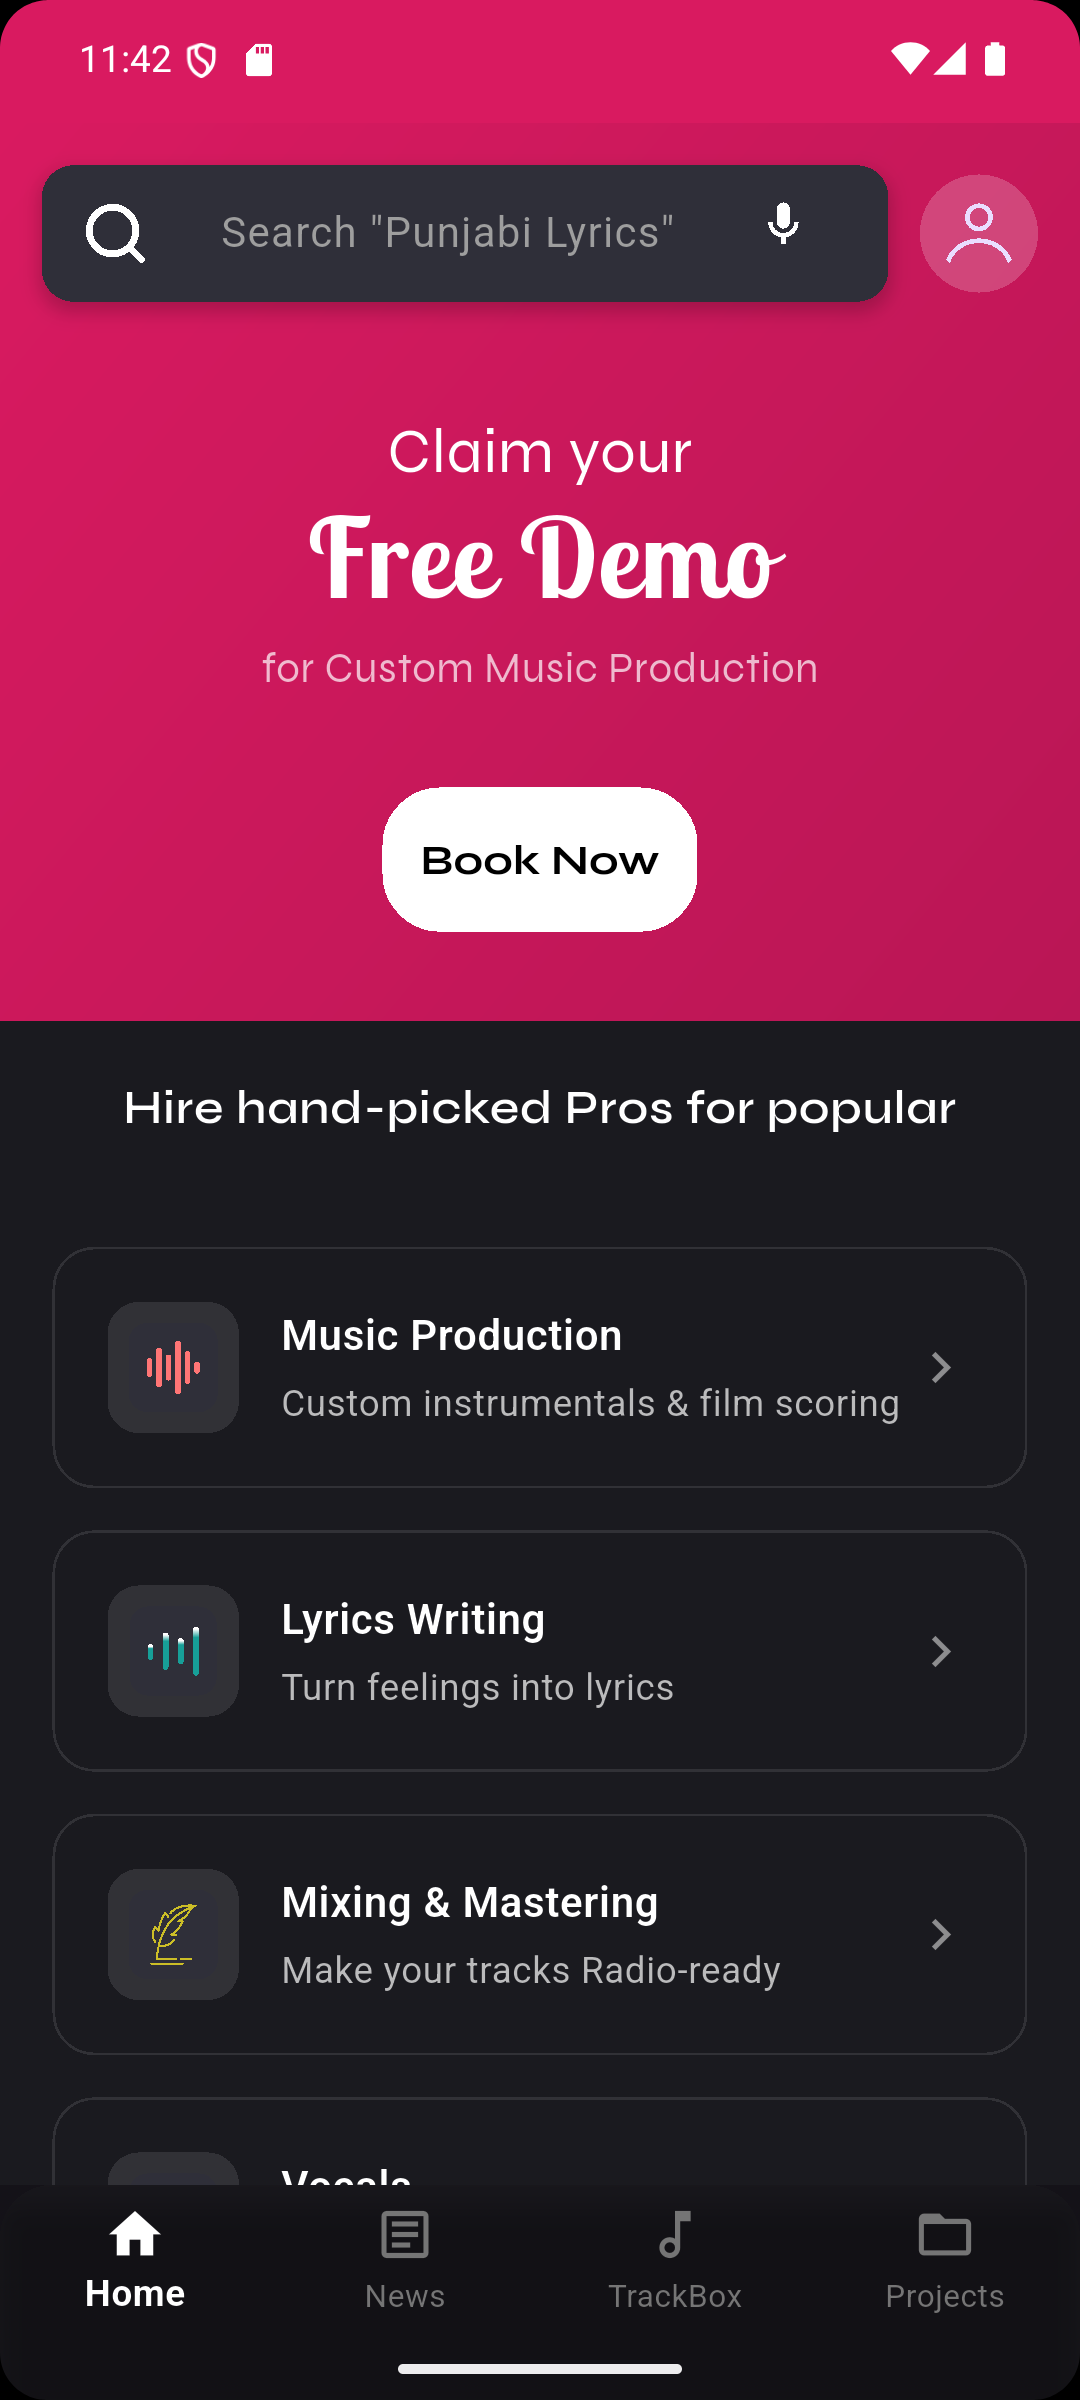 11:42
Search "Punjabi Lyrics"
Claim your
Free Demo
for Custom Music Production
Book Now
Hire hand-picked Pros for popular
Music Production
Custom instrumentals & film scoring
Lyrics Writing
Turn feelings into lyrics
Mixing & Mastering
Make your tracks Radio-ready
Vocals
Home
News
TrackBox
Projects